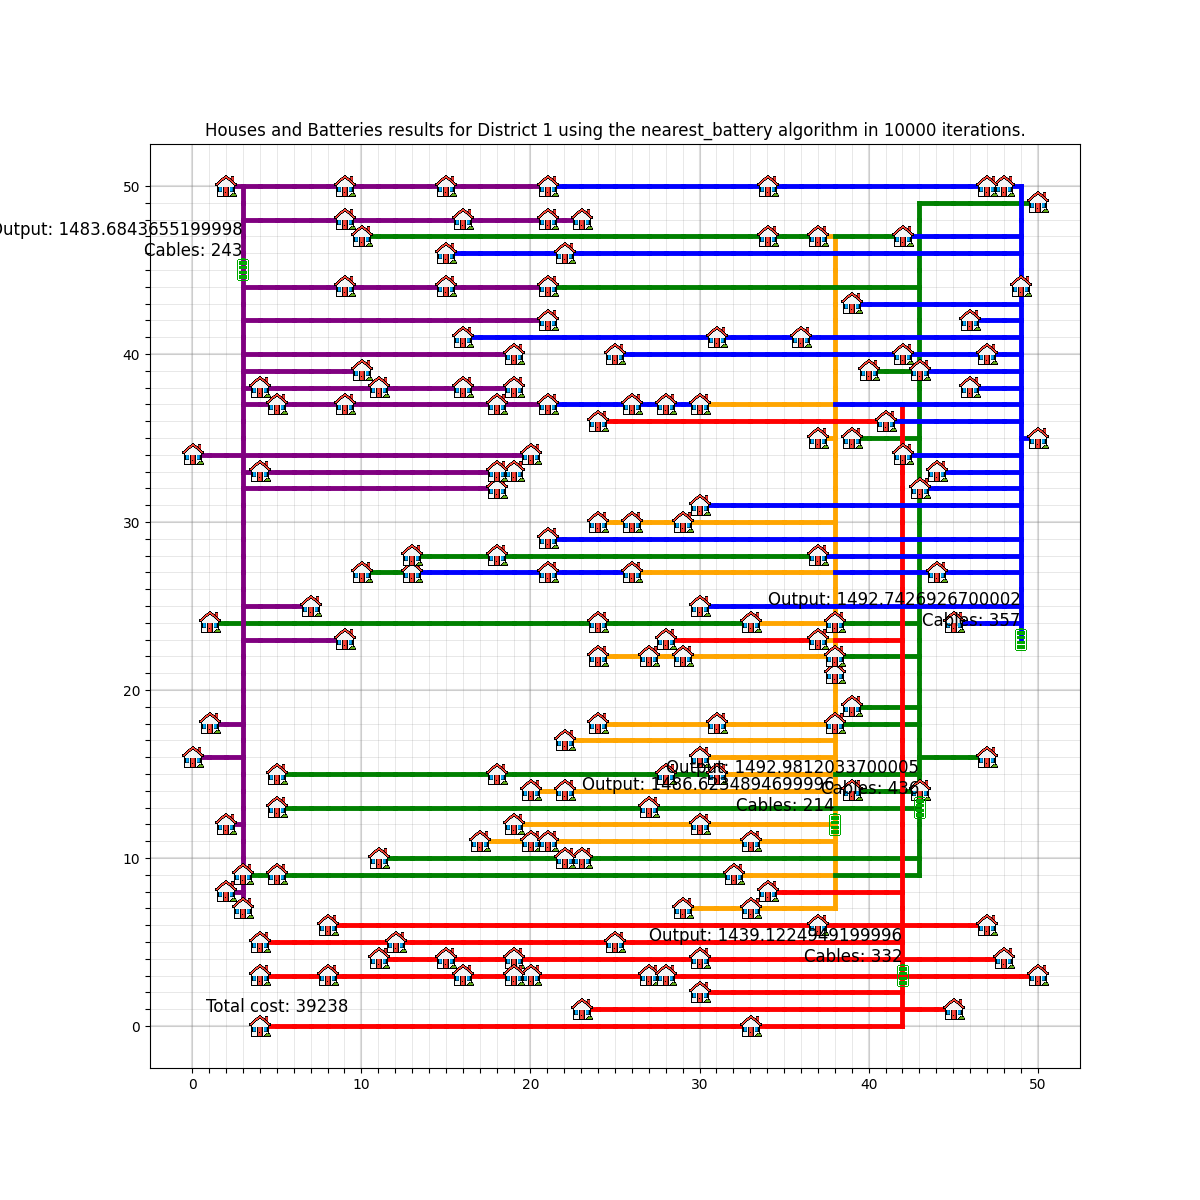 Houses and Batteries results for District 1 using the nearest_battery algorithm in 10000 iterations.
50
Output: 1483.6843655199998
Cables: 243
40
30
Output: 1492.7426926700002
Cables: 357
20
Output: 1492.9812033700005
Output: 1486.6234894699996
Cables: 436
Cables: 214
10
Output: 1439.1224949199996
Cables: 332
Total cost: 39238
0
0 10 20 30 40 50